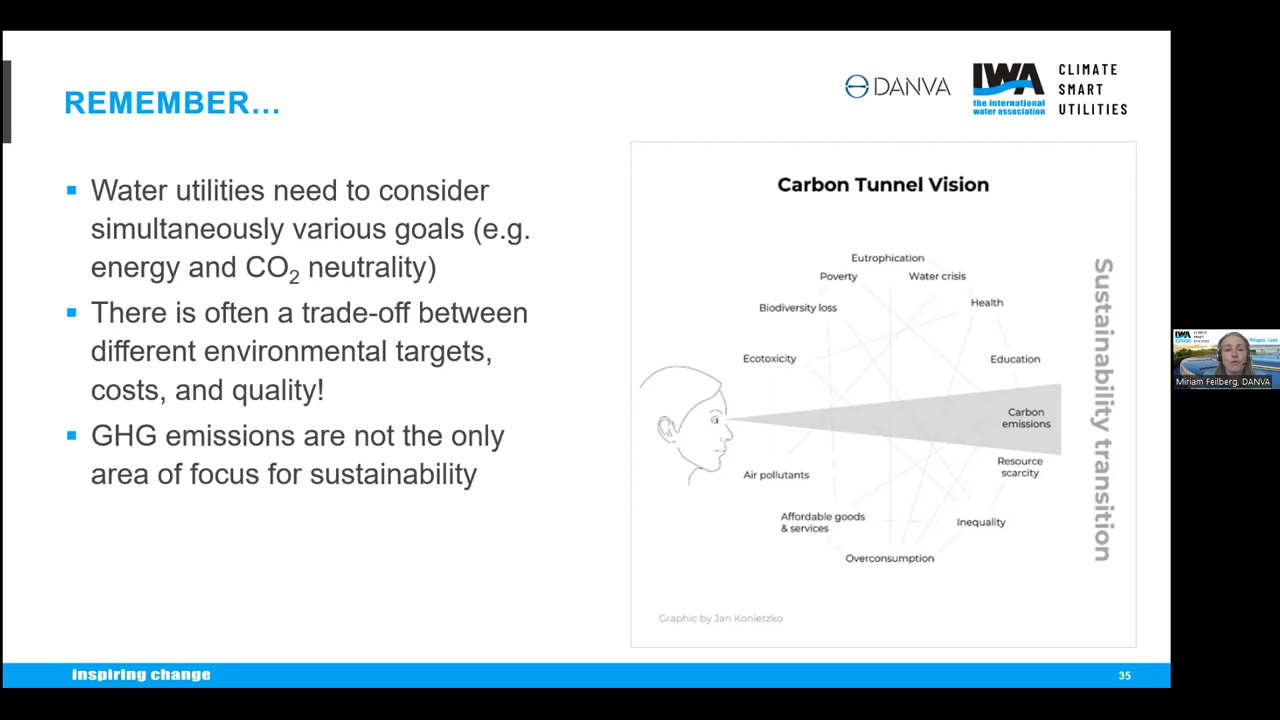 REMEMBER...
DANVA
IWA
the international
water association
CLIMATE
SMART
UTILITIES
▪ Water utilities need to consider
simultaneously various goals (e.g.
energy and CO₂ neutrality)
▪ There is often a trade-off between
different environmental targets,
costs, and quality!
▪ GHG emissions are not the only
area of focus for sustainability
Carbon Tunnel Vision
Eutrophication
Poverty
Water crisis
Biodiversity loss
Health
Ecotoxicity
Education
Carbon
emissions
Air pollutants
Resource
scarcity
Affordable goods
& services
Inequality
Overconsumption
Sustainability transition
Graphic by Jan Konietzko
inspiring change
35
IWA
CLIMATE
SMART
UTILITIES
Miriam Feilberg, DANVA